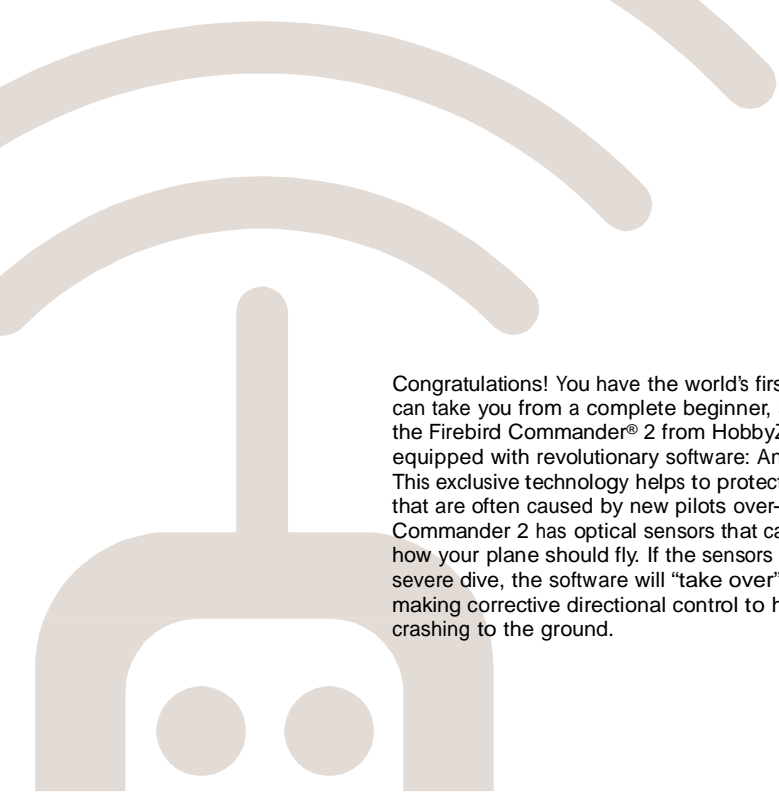 Congratulations! You have the world's firs
can take you from a complete beginner,
the Firebird Commander® 2 from HobbyZ
equipped with revolutionary software: An
This exclusive technology helps to protect
that are often caused by new pilots over-
Commander 2 has optical sensors that ca
how your plane should fly. If the sensors
severe dive, the software will “take over”
making corrective directional control to h
crashing to the ground.